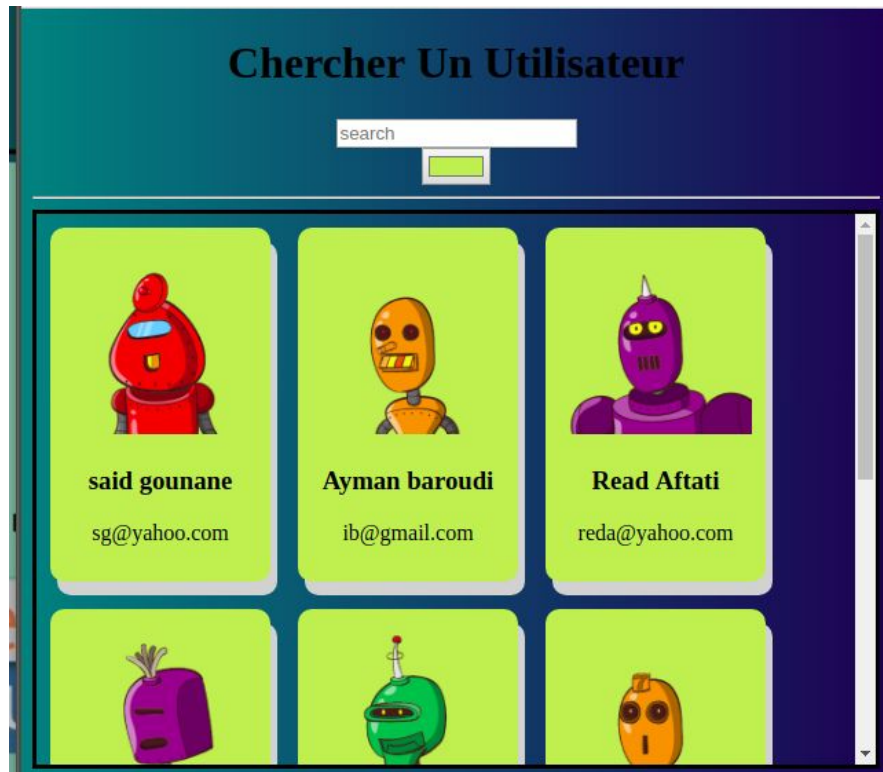 Chercher Un Utilisateur
search
said gounane
Ayman baroudi
Read Aftati
sg@yahoo.com
ib@gmail.com
reda@yahoo.com